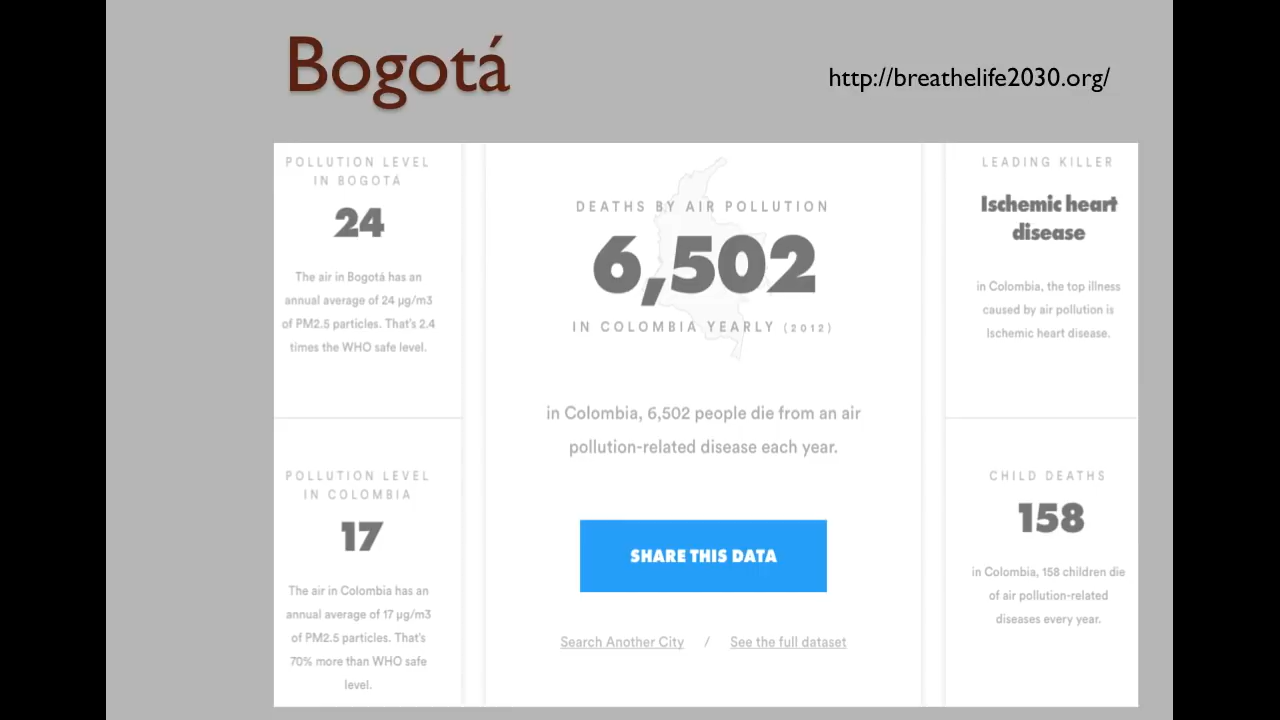 Bogotá
http://breathelife2030.org/
POLLUTION LEVEL
IN BOGOTÁ
24
The air in Bogotá has an
annual average of 24 µg/m3
of PM2.5 particles. That's 2.4
times the WHO safe level.
POLLUTION LEVEL
IN COLOMBIA
17
The air in Colombia has an
annual average of 17 µg/m3
of PM2.5 particles. That's
70% more than WHO safe
level.
DEATHS BY AIR POLLUTION
6,502
IN COLOMBIA YEARLY (2012)
in Colombia, 6,502 people die from an air
pollution-related disease each year.
SHARE THIS DATA
Search Another City / See the full dataset
LEADING KILLER
Ischemic heart
disease
in Colombia, the top illness
caused by air pollution is
Ischemic heart disease.
CHILD DEATHS
158
in Colombia, 158 children die
of air pollution-related
diseases every year.